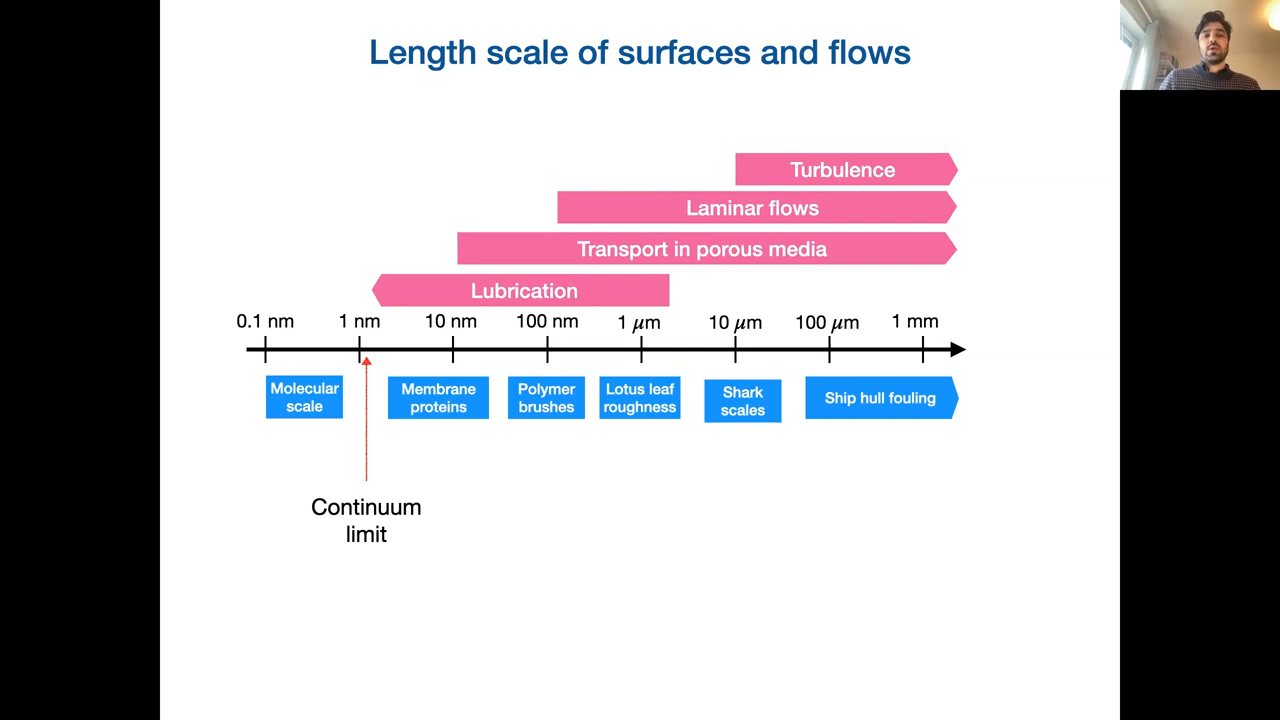 Length scale of surfaces and flows
Turbulence
Laminar flows
Transport in porous media
Lubrication
0.1 nm 1 nm 10 nm 100 nm 1 μm 10 μm 100 μm 1 mm
Molecular
scale
Membrane
proteins
Polymer
brushes
Lotus leaf
roughness
Shark
scales
Ship hull fouling
Continuum
limit